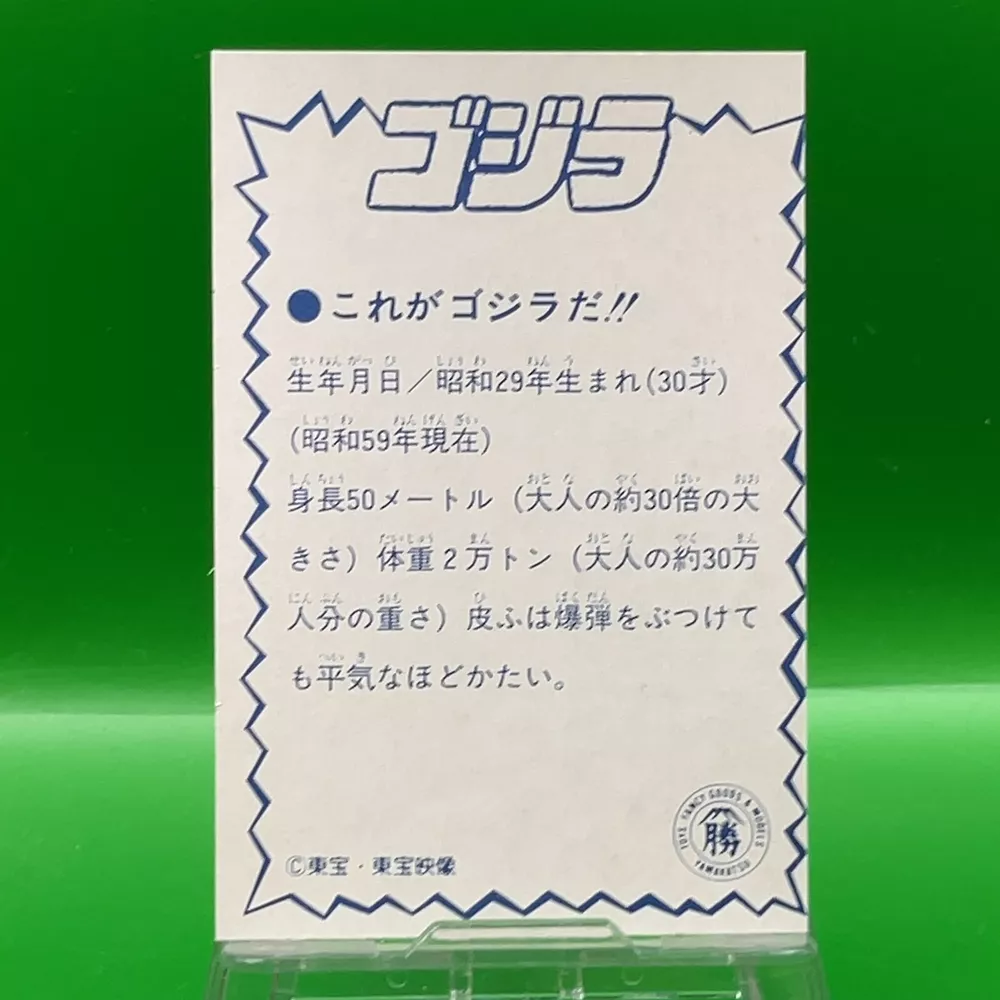 ゴジラ
●これがゴジラだ!!
生年月日／昭和29年生まれ(30才)
(昭和59年現在)
身長50メートル（大人の約30倍の大
きさ）体重2万トン（大人の約30万
人分の重さ）皮ふは爆弾をぶつけて
も平気なほどかたい。
©東宝・東宝映像
TOYS FANCY GOODS & MODELS
勝
YAMAKATSU